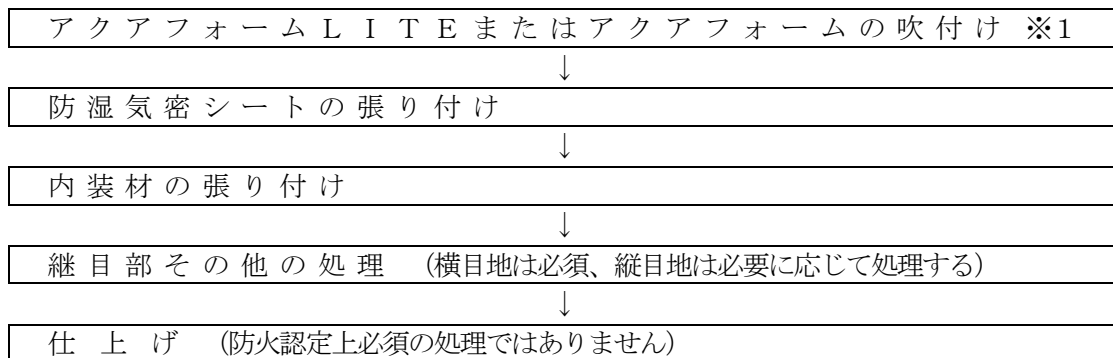 アクアフォームＬＩＴＥまたはアクアフォームの吹付け ※1
↓
防湿気密シートの張り付け
↓
内装材の張り付け
↓
継目部その他の処理 （横目地は必須、縦目地は必要に応じて処理する）
↓
仕上げ （防火認定上必須の処理ではありません）